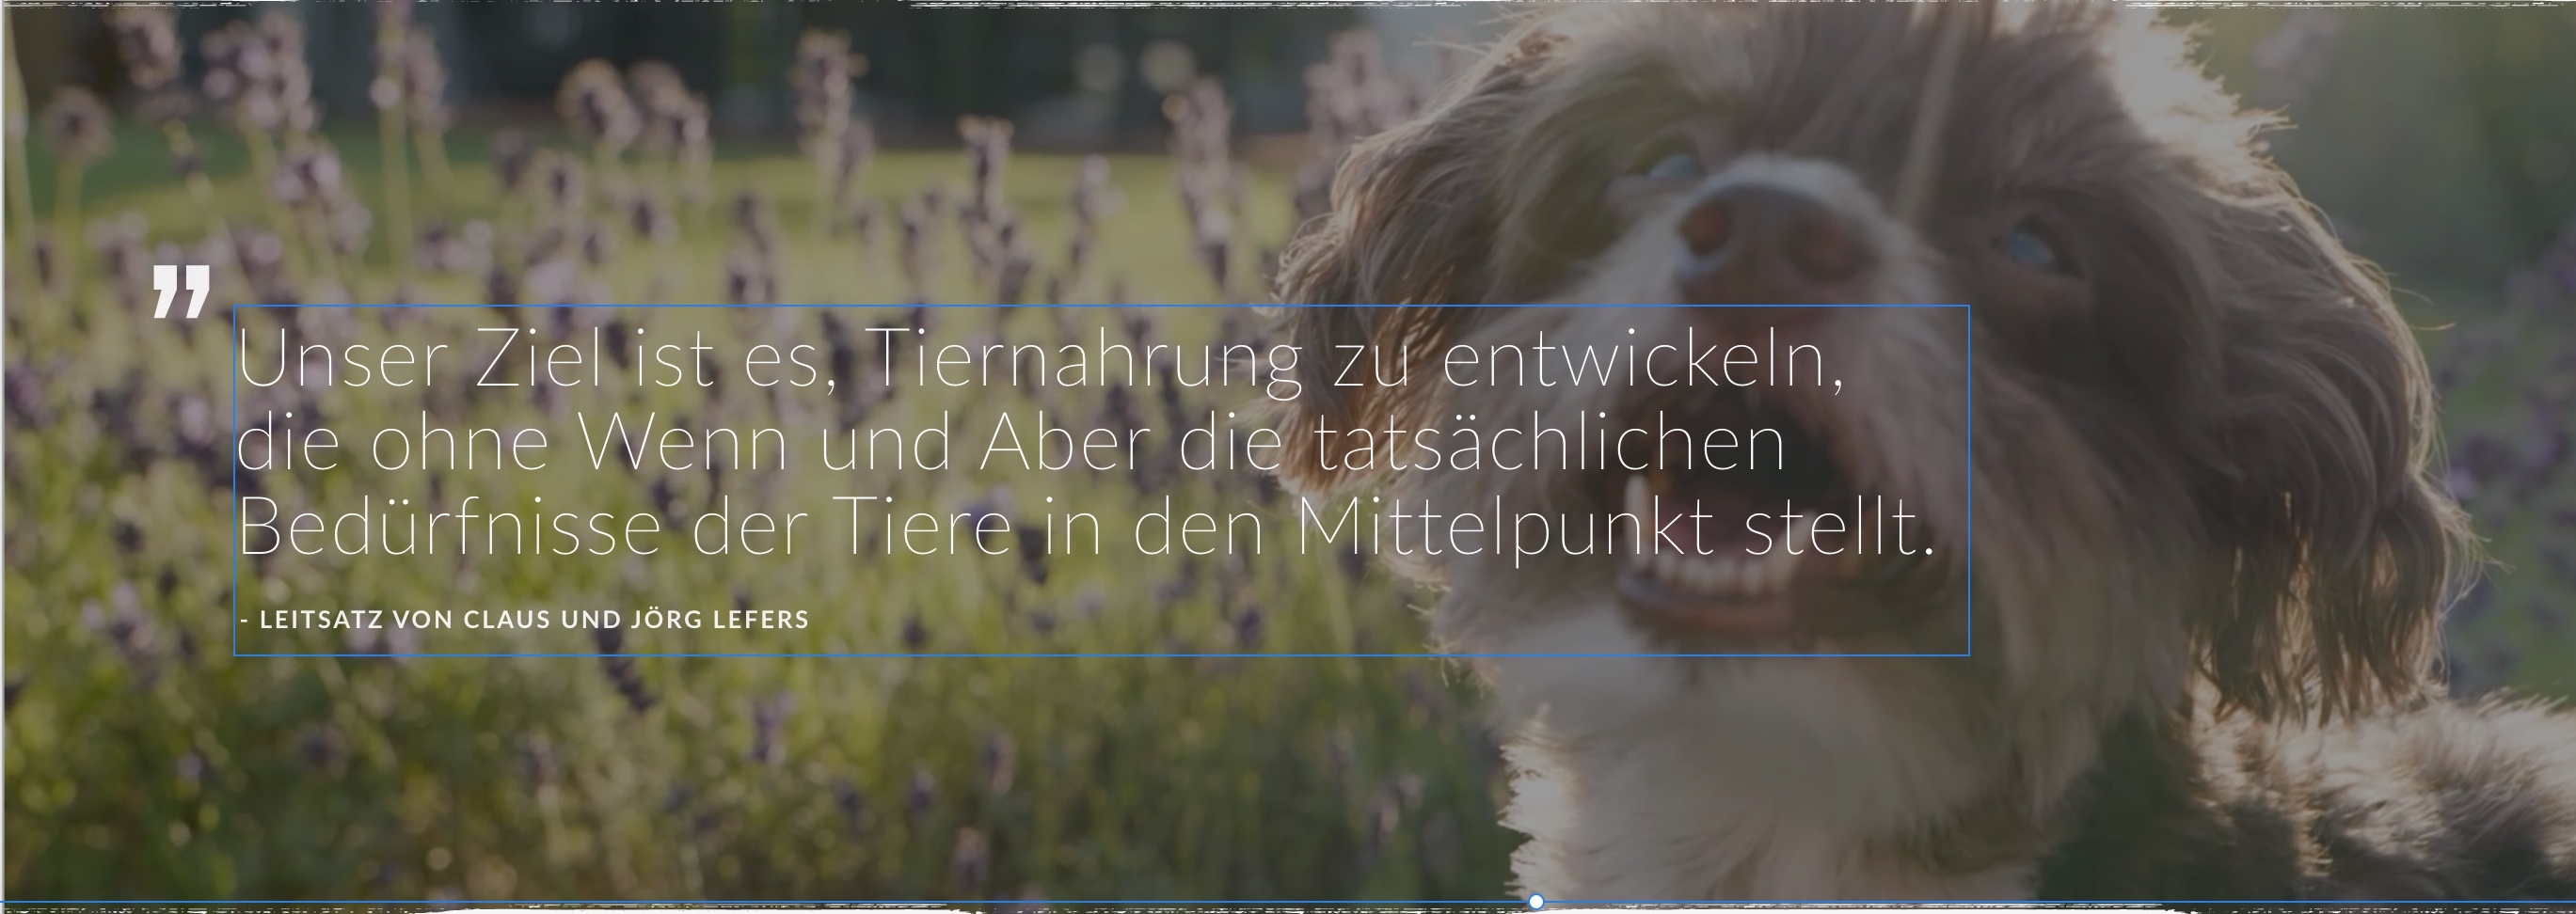 ”
Unser Ziel ist es, Tiernahrung zu entwickeln,
die ohne Wenn und Aber die tatsächlichen
Bedürfnisse der Tiere in den Mittelpunkt stellt.
- LEITSATZ VON CLAUS UND JÖRG LEFERS